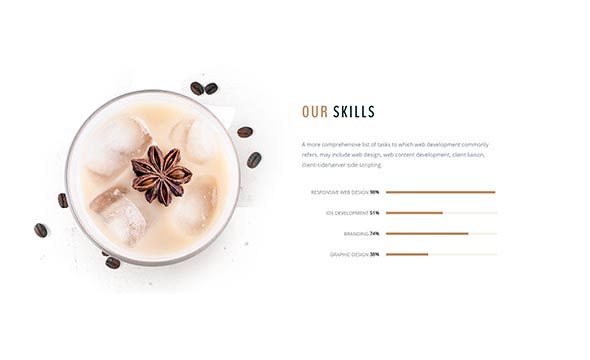 OUR SKILLS
A more comprehensive list of tasks to which web development commonly
refers, may include web design, web content development, client liaison,
client-side/server-side scripting.
RESPONSIVE WEB DESIGN 98%
IOS DEVELOPMENT 51%
BRANDING 74%
GRAPHIC DESIGN 38%